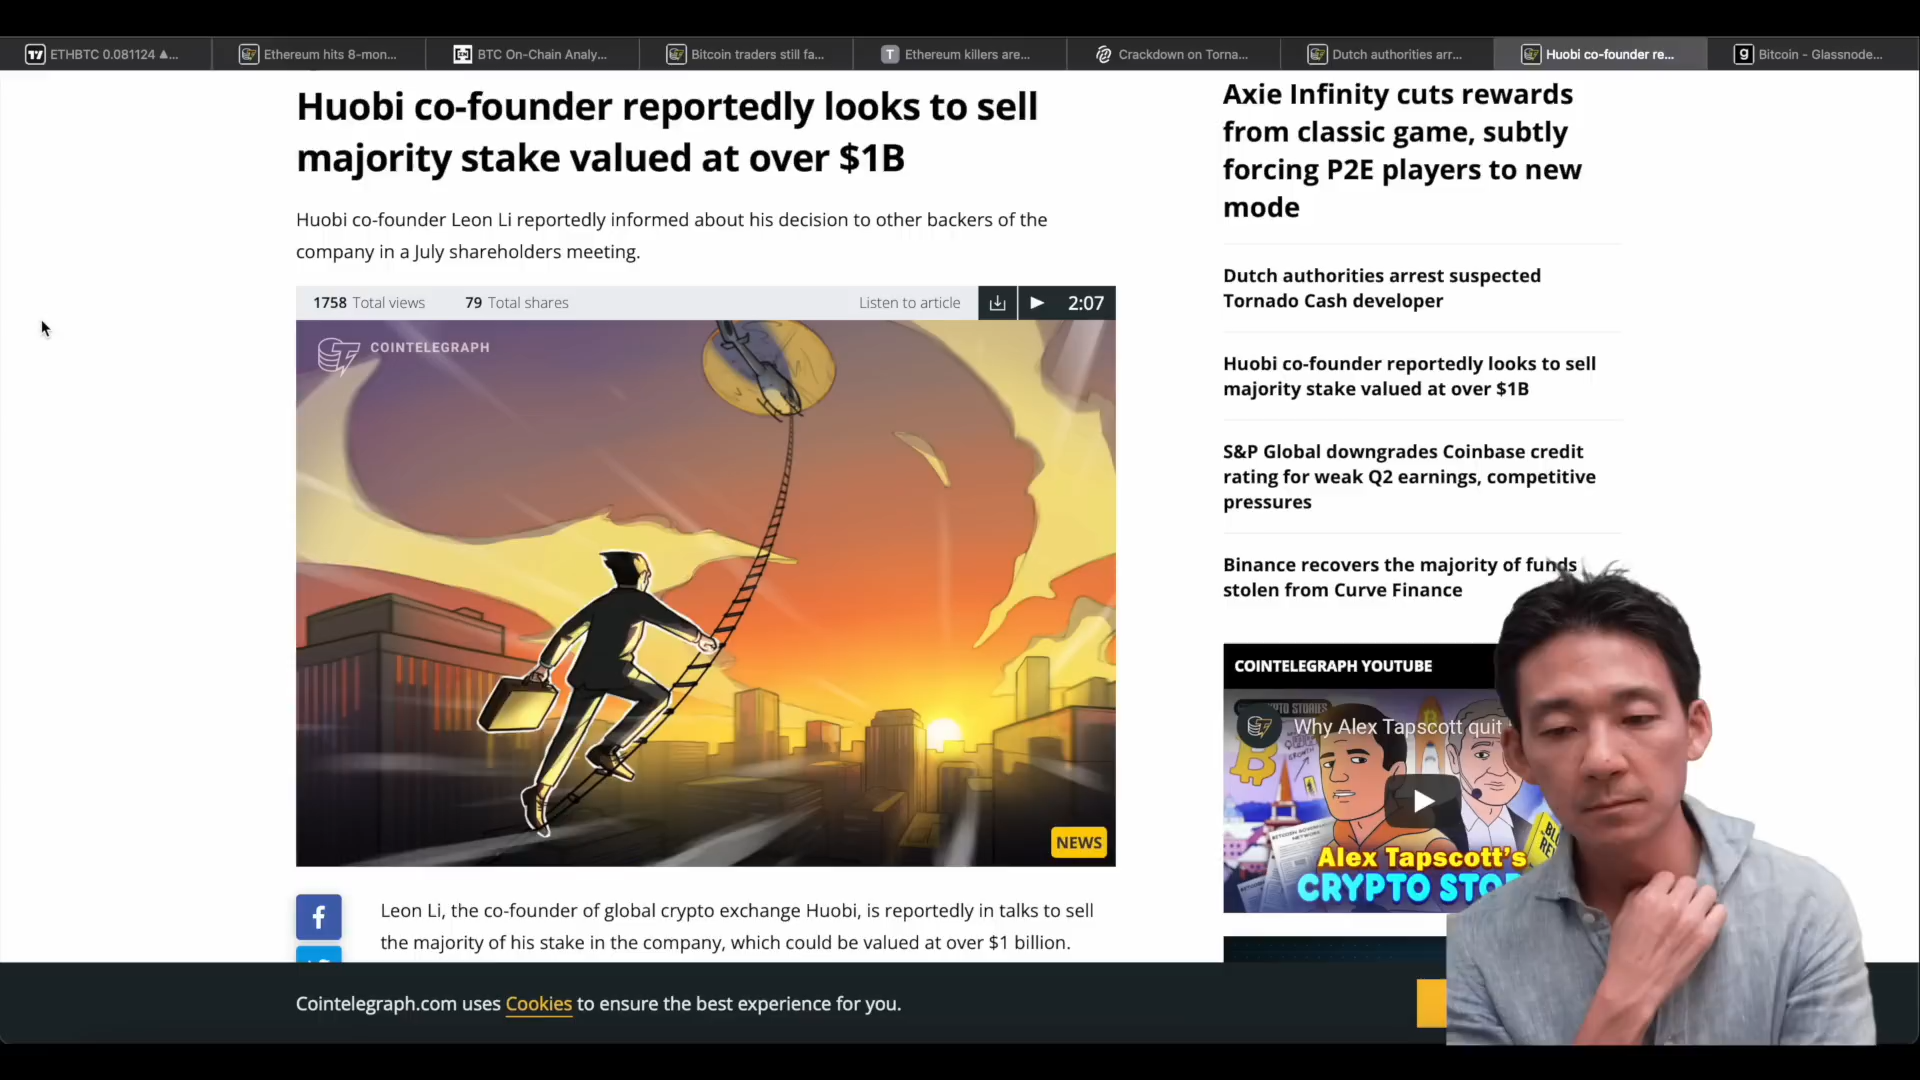 ETHBTC 0.081124 ▲...
Ethereum hits 8-mon...
BTC On-Chain Analy...
Bitcoin traders still fa...
T
Ethereum killers are...
Crackdown on Torna...
Dutch authorities arr...
Huobi co-founder re...
g
Bitcoin - Glassnode...
Huobi co-founder reportedly looks to sell
majority stake valued at over $1B
Huobi co-founder Leon Li reportedly informed about his decision to other backers of the
company in a July shareholders meeting.
1758 Total views 79 Total shares Listen to article 2:07
COINTELEGRAPH
NEWS
f
Leon Li, the co-founder of global crypto exchange Huobi, is reportedly in talks to sell
the majority of his stake in the company, which could be valued at over $1 billion.
Axie Infinity cuts rewards
from classic game, subtly
forcing P2E players to new
mode
Dutch authorities arrest suspected
Tornado Cash developer
Huobi co-founder reportedly looks to sell
majority stake valued at over $1B
S&P Global downgrades Coinbase credit
rating for weak Q2 earnings, competitive
pressures
Binance recovers the majority of funds
stolen from Curve Finance
COINTELEGRAPH YOUTUBE
Why Alex Tapscott quit
Alex Tapscott's
CRYPTO STO
Cointelegraph.com uses Cookies to ensure the best experience for you.